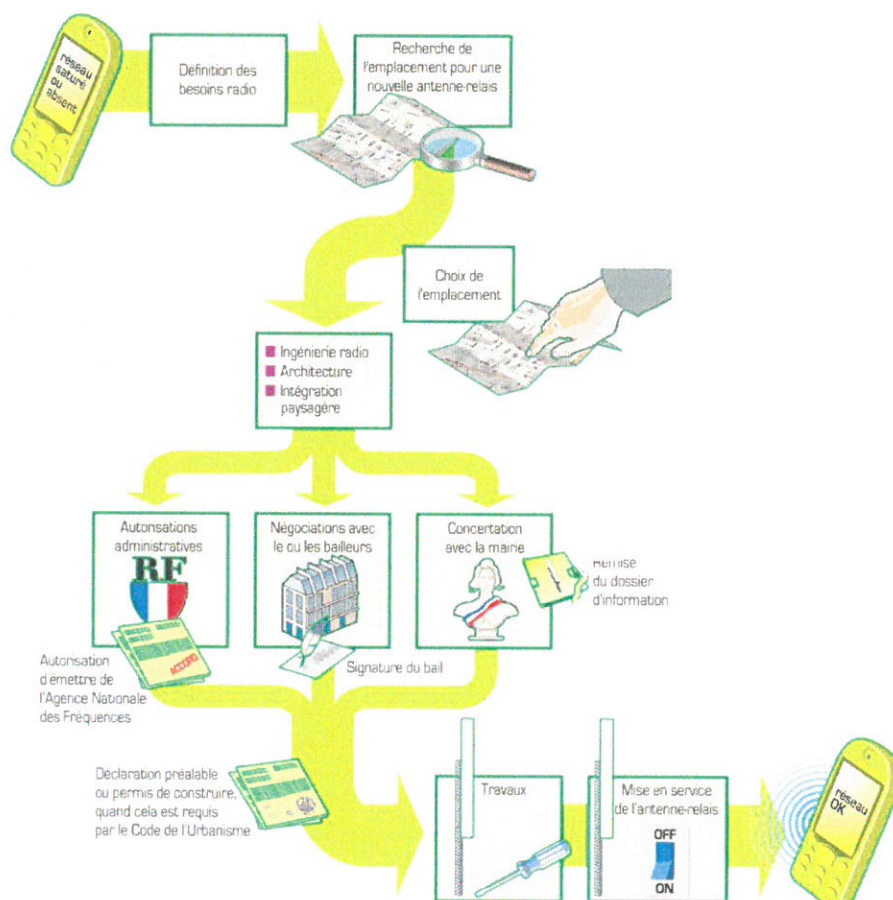 réseau
saturé
ou
absent
Définition des
besoins radio
Recherche de
l'emplacement pour une
nouvelle antenne-relais
Choix de
l'emplacement
Ingénierie radio
Architecture
Intégration
paysagère
Autorisations
administratives
RF
Négociations avec
le ou les bailleurs
Concertation
avec la mairie
Remise
du dossier
d'information
ACCORD
Autorisation
d'émettre de
l'Agence Nationale
des Fréquences
Signature du bail
Déclaration préalable
ou permis de construire,
quand cela est requis
par le Code de l'Urbanisme
Travaux
Mise en service
de l'antenne-relais
OFF
ON
réseau
OK